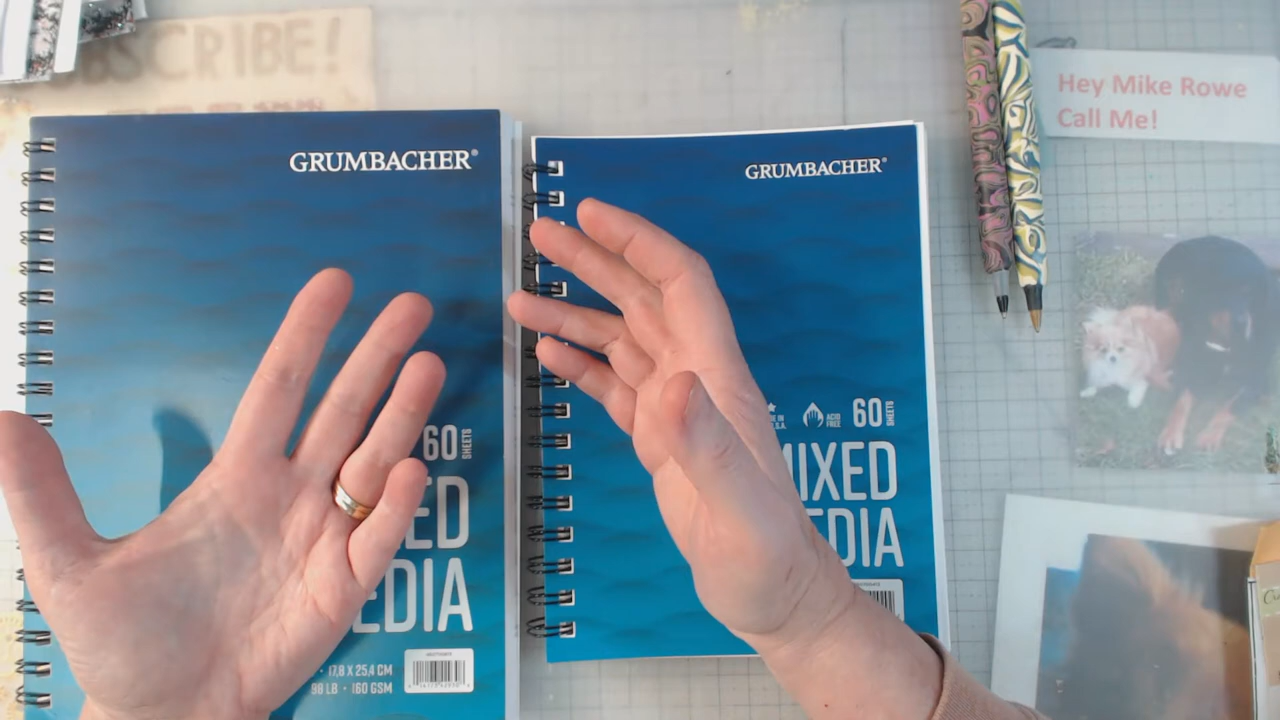 SCRIBE!
GRUMBACHER®
60 SHEETS
ED
EDIA
· 17,8 X 25,4 CM
98 LB · 160 GSM
GRUMBACHER®
ACID FREE
60 SHEETS
MIXED
EDIA
Hey Mike Rowe
Call Me!